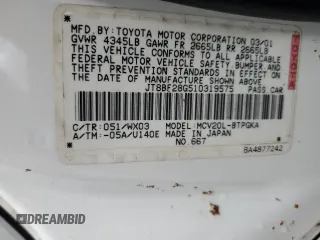 MFD BY: TOYOTA MOTOR CORPORATION 03/01
GVWR 4345LB GAWR FR 2665LB RR 2665LB
THIS VEHICLE CONFORMS TO ALL APPLICABLE
FEDERAL MOTOR VEHICLE SAFETY, BUMPER, AND
THEFT PREVENTION STANDARDS IN EFFECT ON
THE DATE OF MANUFACTURE SHOWN ABOVE.
JT8BF28G510319575 PASS. CAR
C/TR: 051/WX03 MODEL: MCV20L-BTPGKA
A/TM: -05A/U140E MADE IN JAPAN
NO 667
BA4877242
DREAMBID